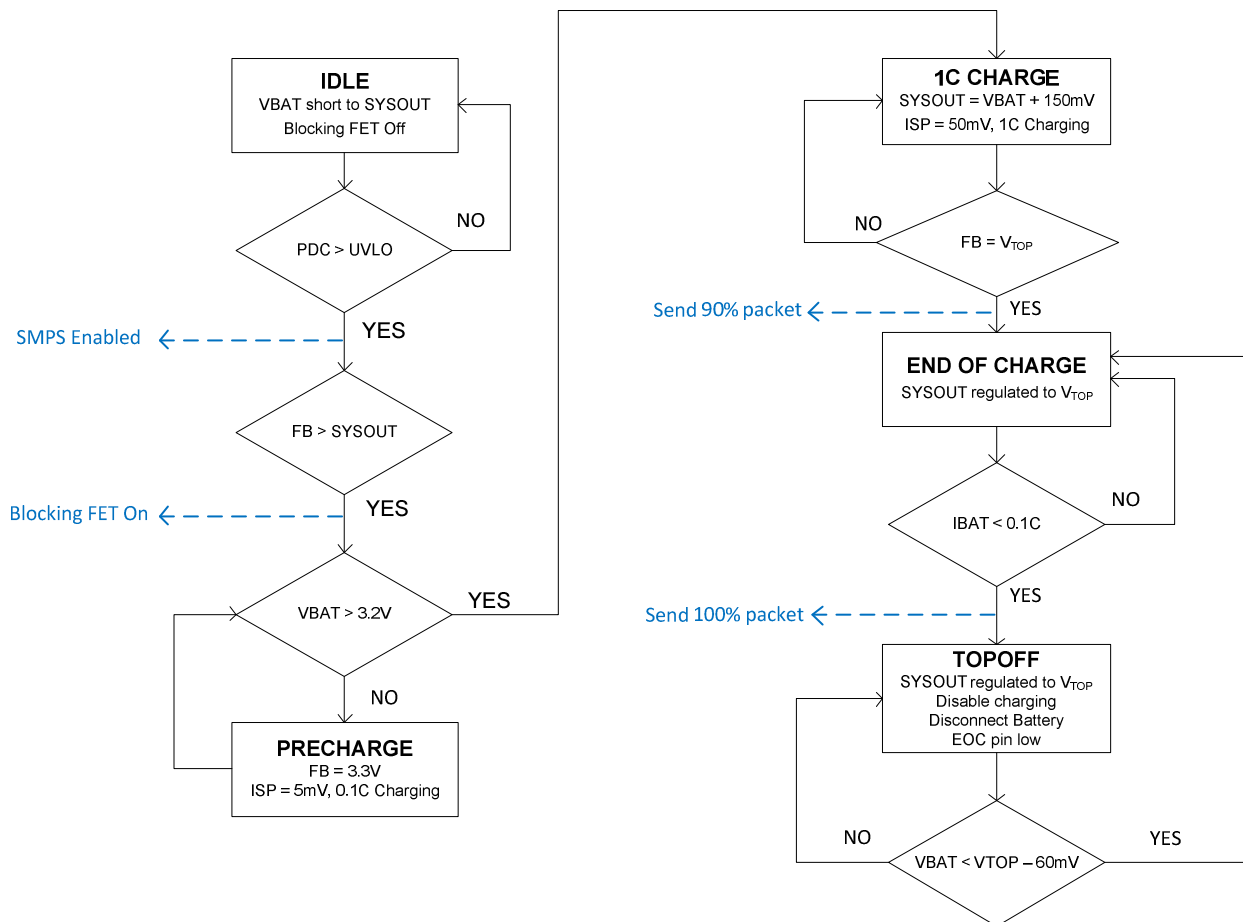 IDLE
VBAT short to SYSOUT
Blocking FET Off
PDC > UVLO
NO
YES
SMPS Enabled
FB > SYSOUT
YES
Blocking FET On
VBAT > 3.2V
YES
NO
PRECHARGE
FB = 3.3V
ISP = 5mV, 0.1C Charging
1C CHARGE
SYSOUT = VBAT + 150mV
ISP = 50mV, 1C Charging
NO
FB = VTOP
Send 90% packet
YES
END OF CHARGE
SYSOUT regulated to VTOP
NO
IBAT < 0.1C
YES
Send 100% packet
TOPOFF
SYSOUT regulated to VTOP
Disable charging
Disconnect Battery
EOC pin low
NO
YES
VBAT < VTOP – 60mV